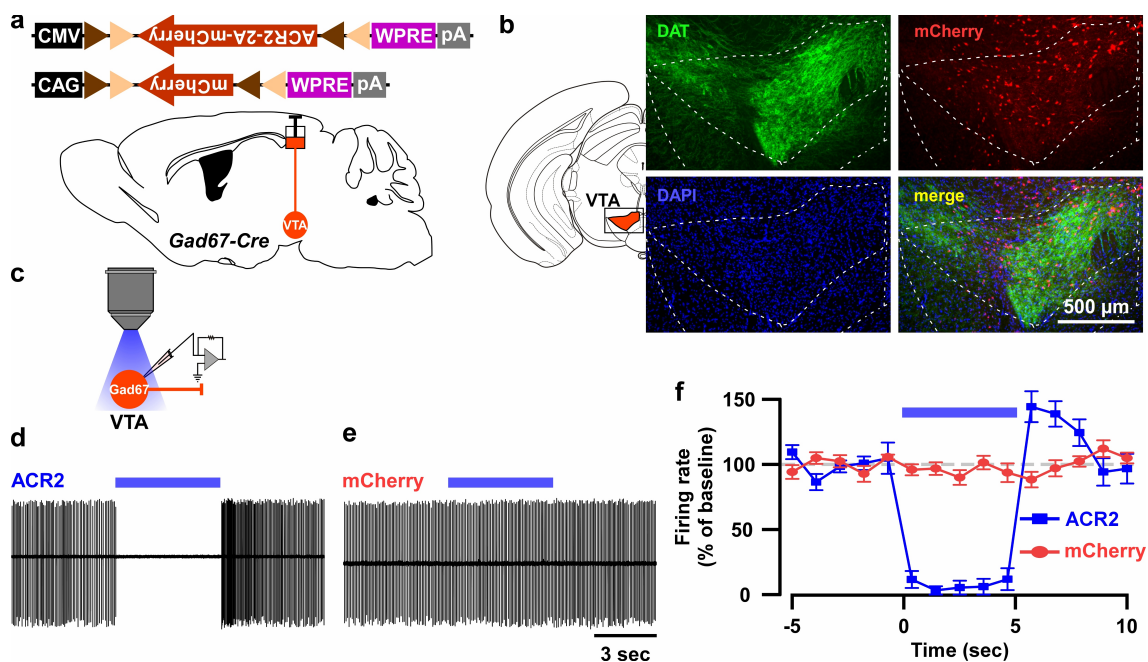 a
CMV ACR2-2A-mCherry WPRE pA
CAG mCherry WPRE pA
VTA
Gad67-Cre
b
DAT
mCherry
VTA
DAPI
merge
500 µm
c
Gad67
VTA
d
ACR2
e
mCherry
3 sec
f
Firing rate
(% of baseline)
150
100
50
0
-5 0 5 10
Time (sec)
ACR2
mCherry